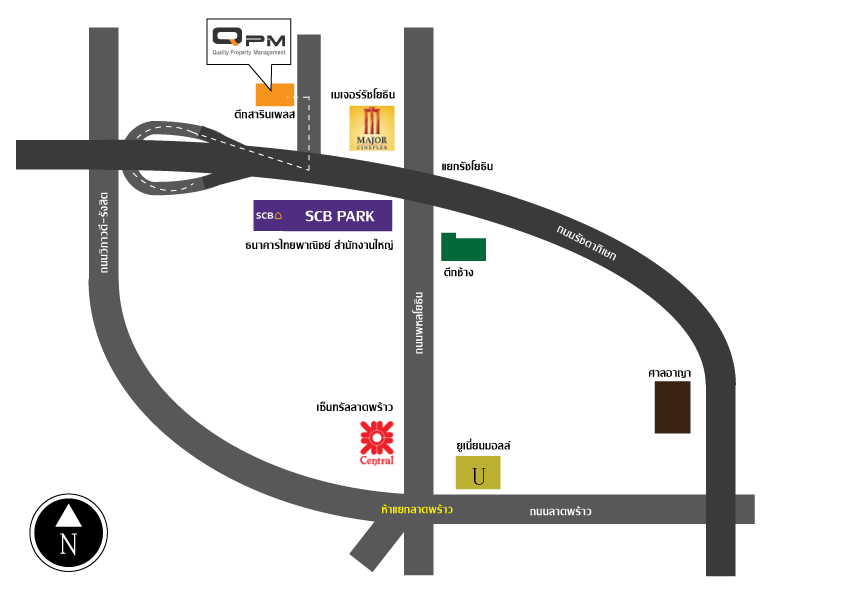 QPM
Quality Property Management
ตึกสารินเพลส
เมเจอร์รัชโยธิน
MAJOR
CINEPLEX
แยกรัชโยธิน
SCB
SCB PARK
ธนาคารไทยพาณิชย์ สำนักงานใหญ่
ถนนวิภาวดี-รังสิต
ถนนรัชดาภิเษก
ตึกช้าง
ถนนพหลโยธิน
ศาลอาญา
เซ็นทรัลลาดพร้าว
Central
ยูเนี่ยนมอลล์
U
ห้าแยกลาดพร้าว
ถนนลาดพร้าว
N